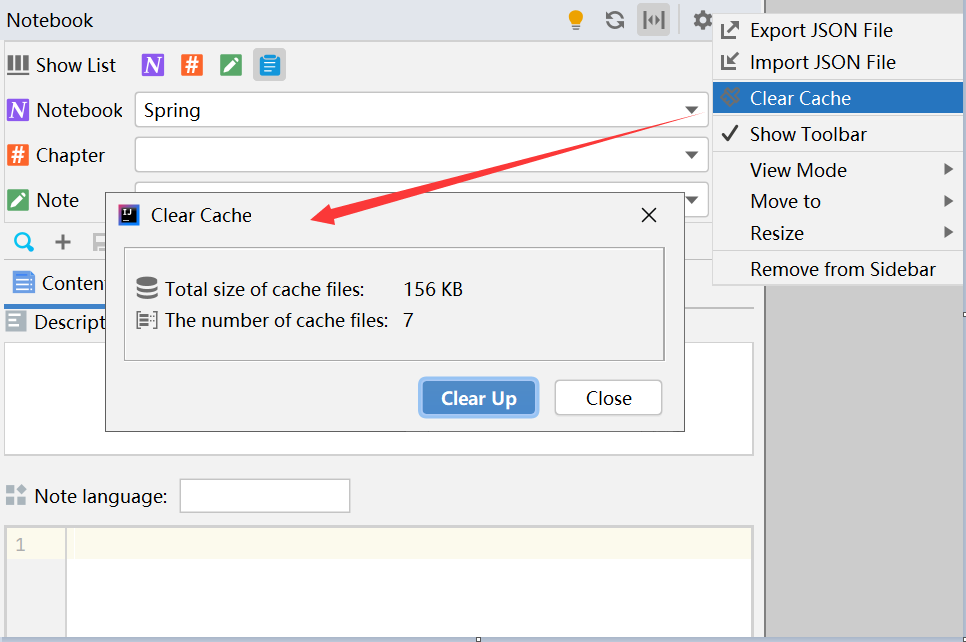 Notebook
Show List
Notebook
Spring
Chapter
Note
Conten
Descript
Note language:
1
Export JSON File
Import JSON File
Clear Cache
Show Toolbar
View Mode
Move to
Resize
Remove from Sidebar
Clear Cache
Total size of cache files: 156 KB
The number of cache files: 7
Clear Up
Close